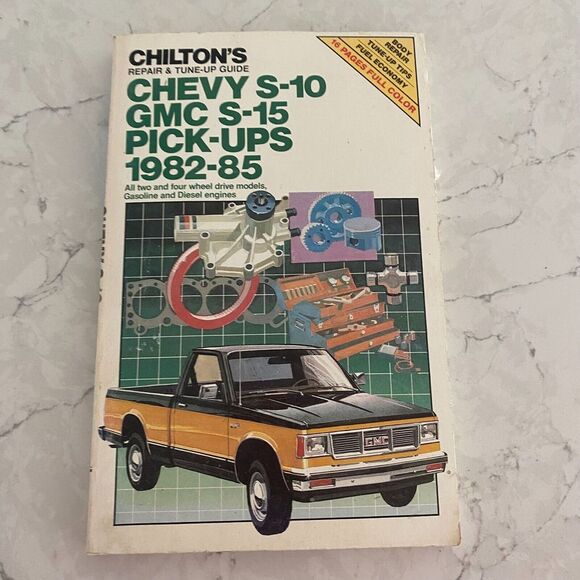 CHILTON'S
REPAIR & TUNE-UP GUIDE
CHEVY S-10
GMC S-15
PICK-UPS
1982-85
All two and four wheel drive models,
Gasoline and Diesel engines
BODY
REPAIR
TUNE-UP TIPS
FUEL ECONOMY
16 PAGES FULL COLOR
GMC